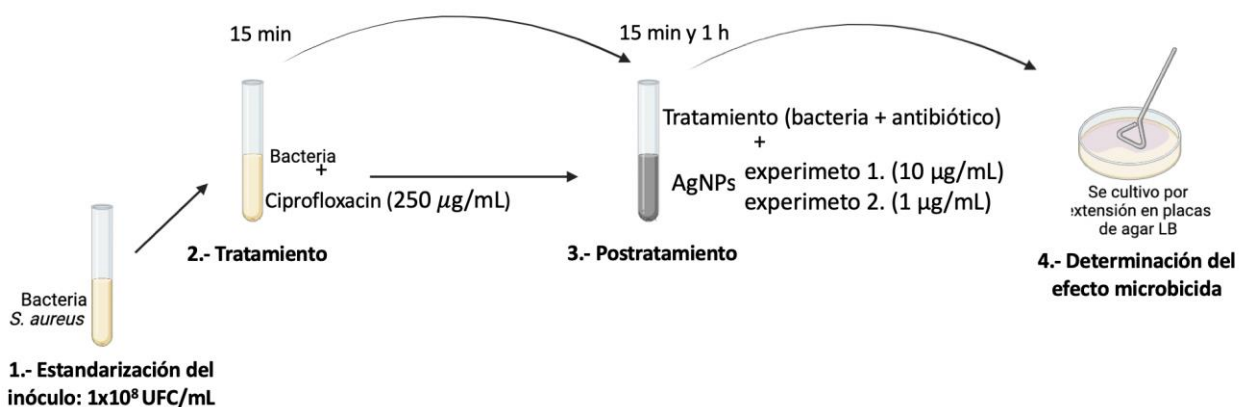 15 min
15 min y 1 h
Bacteria
+
Ciprofloxacin (250 μg/mL)
2.- Tratamiento
Tratamiento (bacteria + antibiótico)
+
AgNPs
experimeto 1. (10 μg/mL)
experimeto 2. (1 μg/mL)
3.- Postratamiento
Se cultivo por
extensión en placas
de agar LB
4.- Determinación del
efecto microbicida
Bacteria
S. aureus
1.- Estandarización del
inóculo: 1x10⁸ UFC/mL